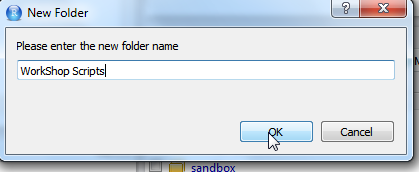 New Folder
Please enter the new folder name
WorkShop Scripts
OK
Cancel
sandbox